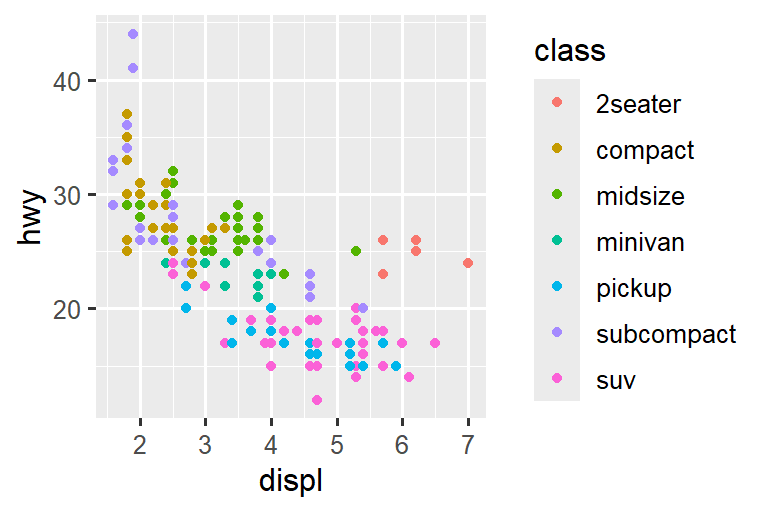 hwy
40
30
20
2 3 4 5 6 7
displ
class
2seater
compact
midsize
minivan
pickup
subcompact
suv